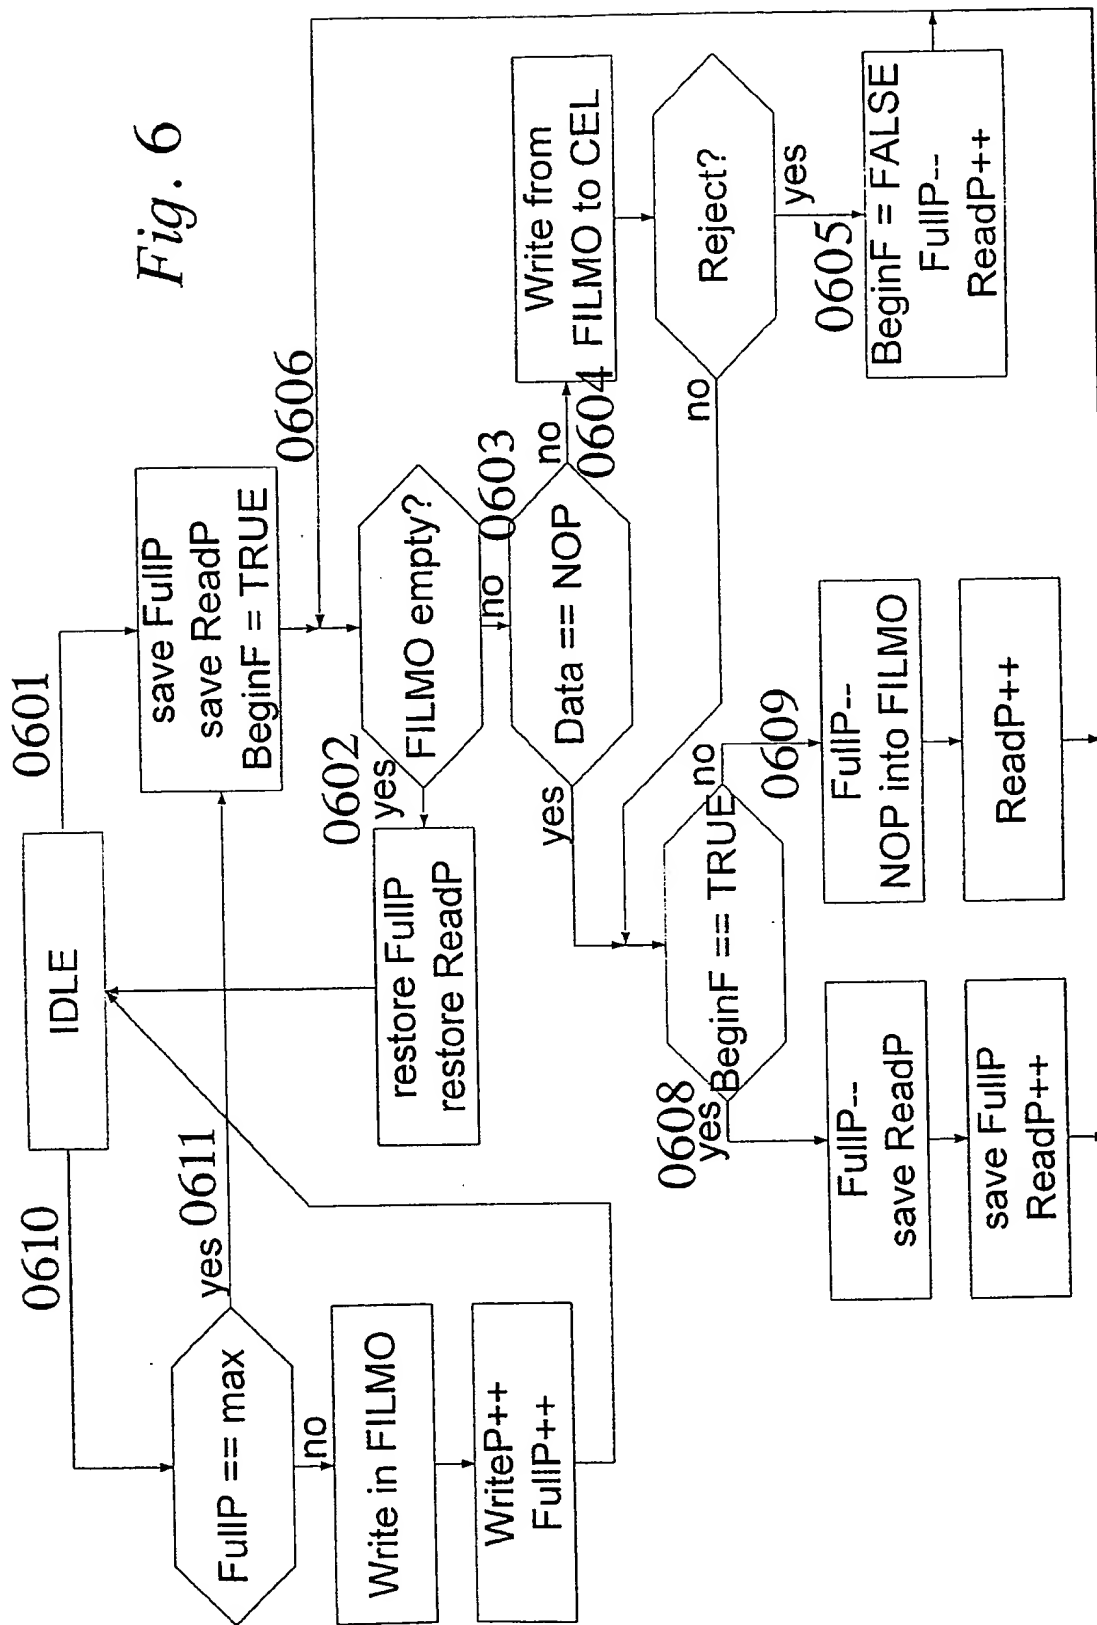 Fig. 6
IDLE
0610
0601
FullP == max
yes
0611
no
Write in FILMO
WriteP++
FullP++
save FullP
save ReadP
BeginF = TRUE
0606
FILMO empty?
0602
yes
restore FullP
restore ReadP
no
0603
Data == NOP
no
0604
Write from
FILMO to CEL
Reject?
no
yes
0605
BeginF = FALSE
FullP--
ReadP++
yes
BeginF == TRUE
0608
yes
FullP--
save ReadP
save FullP
ReadP++
no
0609
FullP--
NOP into FILMO
ReadP++